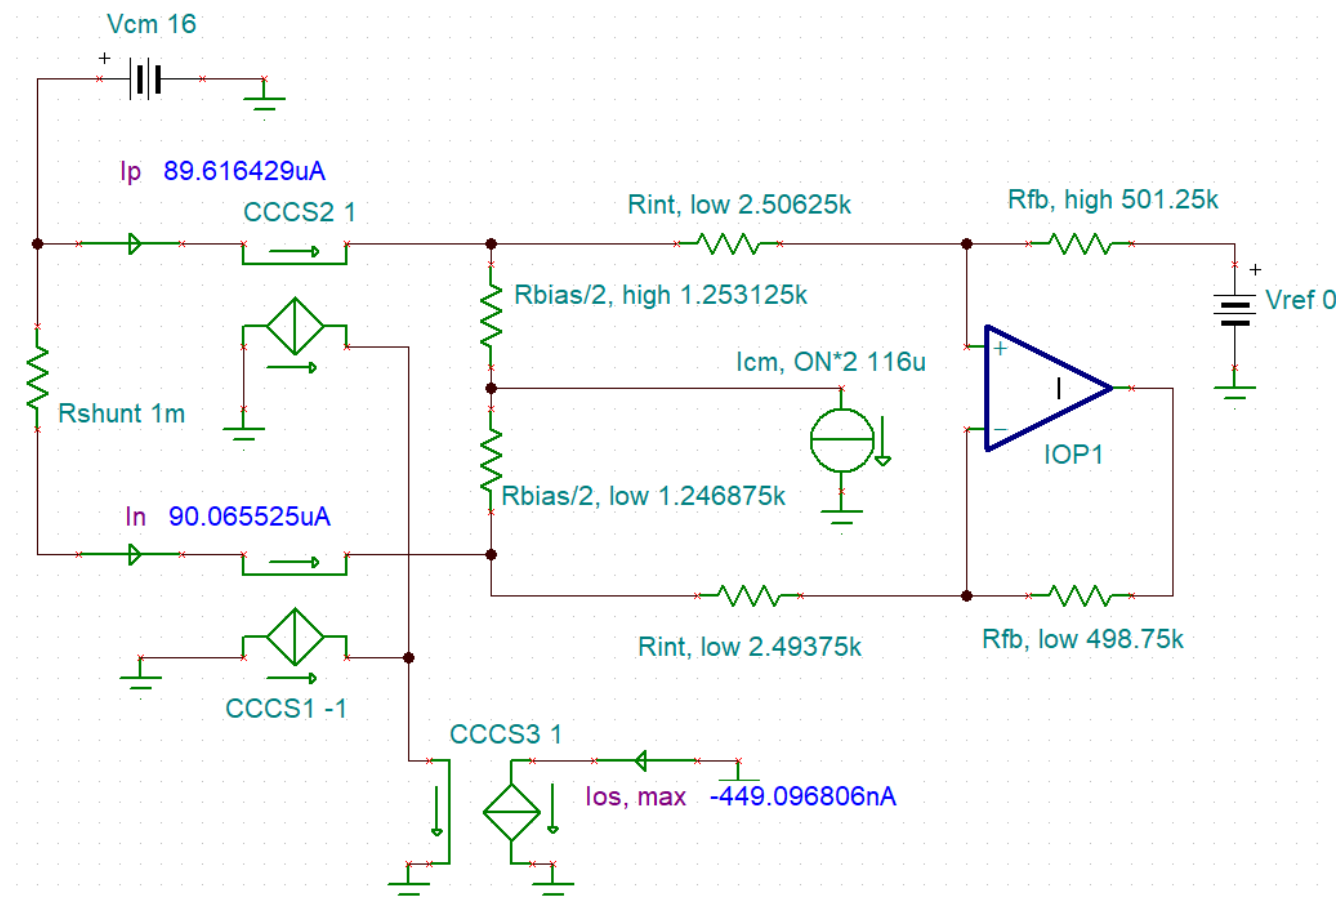 Vcm 16
+
Ip 89.616429uA
CCCS2 1
Rint, low 2.50625k
Rfb, high 501.25k
+
Vref 0
Rbias/2, high 1.253125k
Icm, ON*2 116u
+
I
−
IOP1
Rshunt 1m
Rbias/2, low 1.246875k
In 90.065525uA
Rint, low 2.49375k
Rfb, low 498.75k
CCCS1 -1
CCCS3 1
Ios, max -449.096806nA